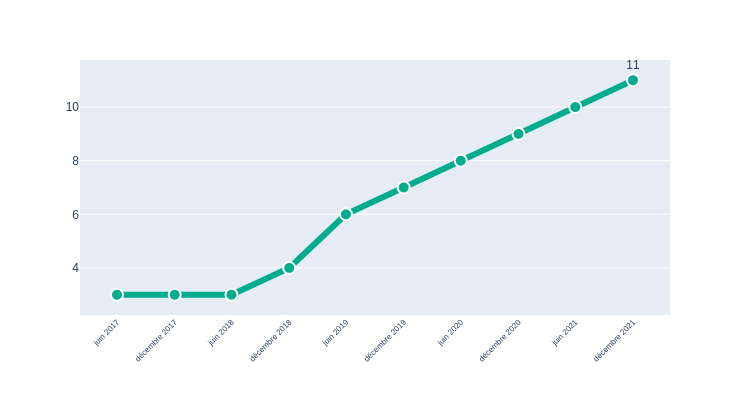 11
10
8
6
4
juin 2017
décembre 2017
juin 2018
décembre 2018
juin 2019
décembre 2019
juin 2020
décembre 2020
juin 2021
décembre 2021